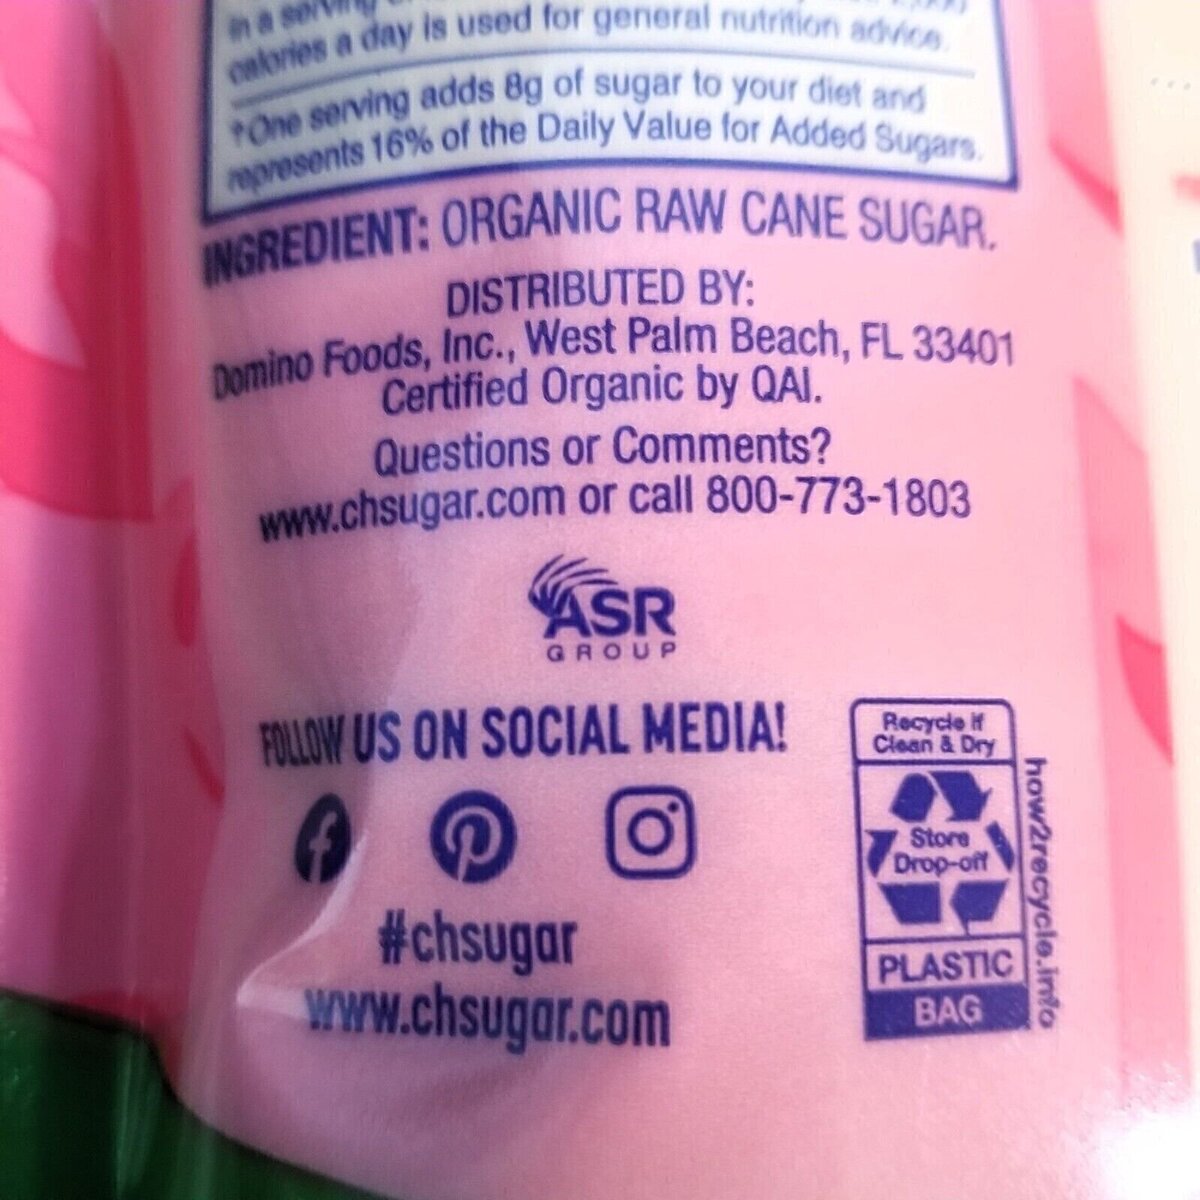 in a serving
calories a day is used for general nutrition advice.
†One serving adds 8g of sugar to your diet and
represents 16% of the Daily Value for Added Sugars.
INGREDIENT: ORGANIC RAW CANE SUGAR.
DISTRIBUTED BY:
Domino Foods, Inc., West Palm Beach, FL 33401
Certified Organic by QAI.
Questions or Comments?
www.chsugar.com or call 800-773-1803
ASR
GROUP
FOLLOW US ON SOCIAL MEDIA!
#chsugar
www.chsugar.com
Recycle if
Clean & Dry
Store
Drop-off
PLASTIC
BAG
how2recycle.info